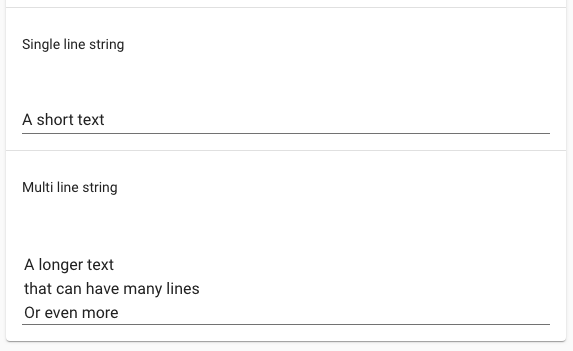 Single line string
A short text
Multi line string
A longer text
that can have many lines
Or even more